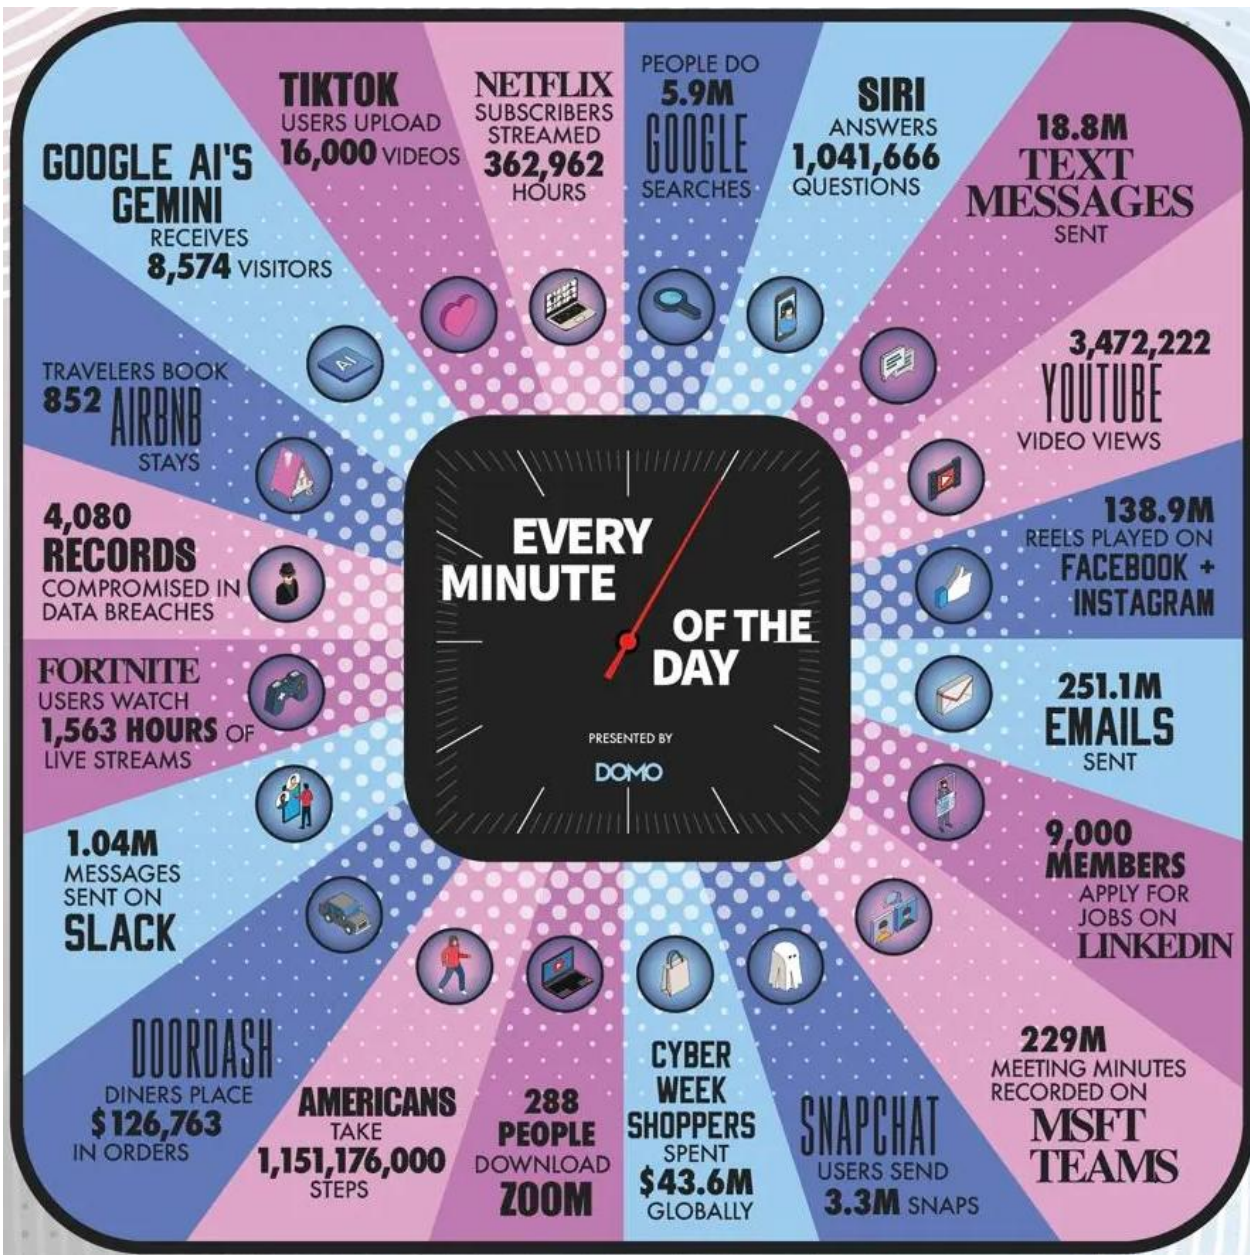 PEOPLE DO
5.9M
GOOGLE
SEARCHES
SIRI
ANSWERS
1,041,666
QUESTIONS
18.8M
TEXT
MESSAGES
SENT
3,472,222
YOUTUBE
VIDEO VIEWS
138.9M
REELS PLAYED ON
FACEBOOK +
INSTAGRAM
251.1M
EMAILS
SENT
9,000
MEMBERS
APPLY FOR
JOBS ON
LINKEDIN
229M
MEETING MINUTES
RECORDED ON
MSFT
TEAMS
SNAPCHAT
USERS SEND
3.3M SNAPS
CYBER
WEEK
SHOPPERS
SPENT
$43.6M
GLOBALLY
288
PEOPLE
DOWNLOAD
ZOOM
AMERICANS
TAKE
1,151,176,000
STEPS
DOORDASH
DINERS PLACE
$126,763
IN ORDERS
1.04M
MESSAGES
SENT ON
SLACK
FORTNITE
USERS WATCH
1,563 HOURS OF
LIVE STREAMS
4,080
RECORDS
COMPROMISED IN
DATA BREACHES
TRAVELERS BOOK
852 AIRBNB
STAYS
GOOGLE AI'S
GEMINI
RECEIVES
8,574 VISITORS
TIKTOK
USERS UPLOAD
16,000 VIDEOS
NETFLIX
SUBSCRIBERS
STREAMED
362,962
HOURS
AI
EVERY
MINUTE
OF THE
DAY
PRESENTED BY
DOMO